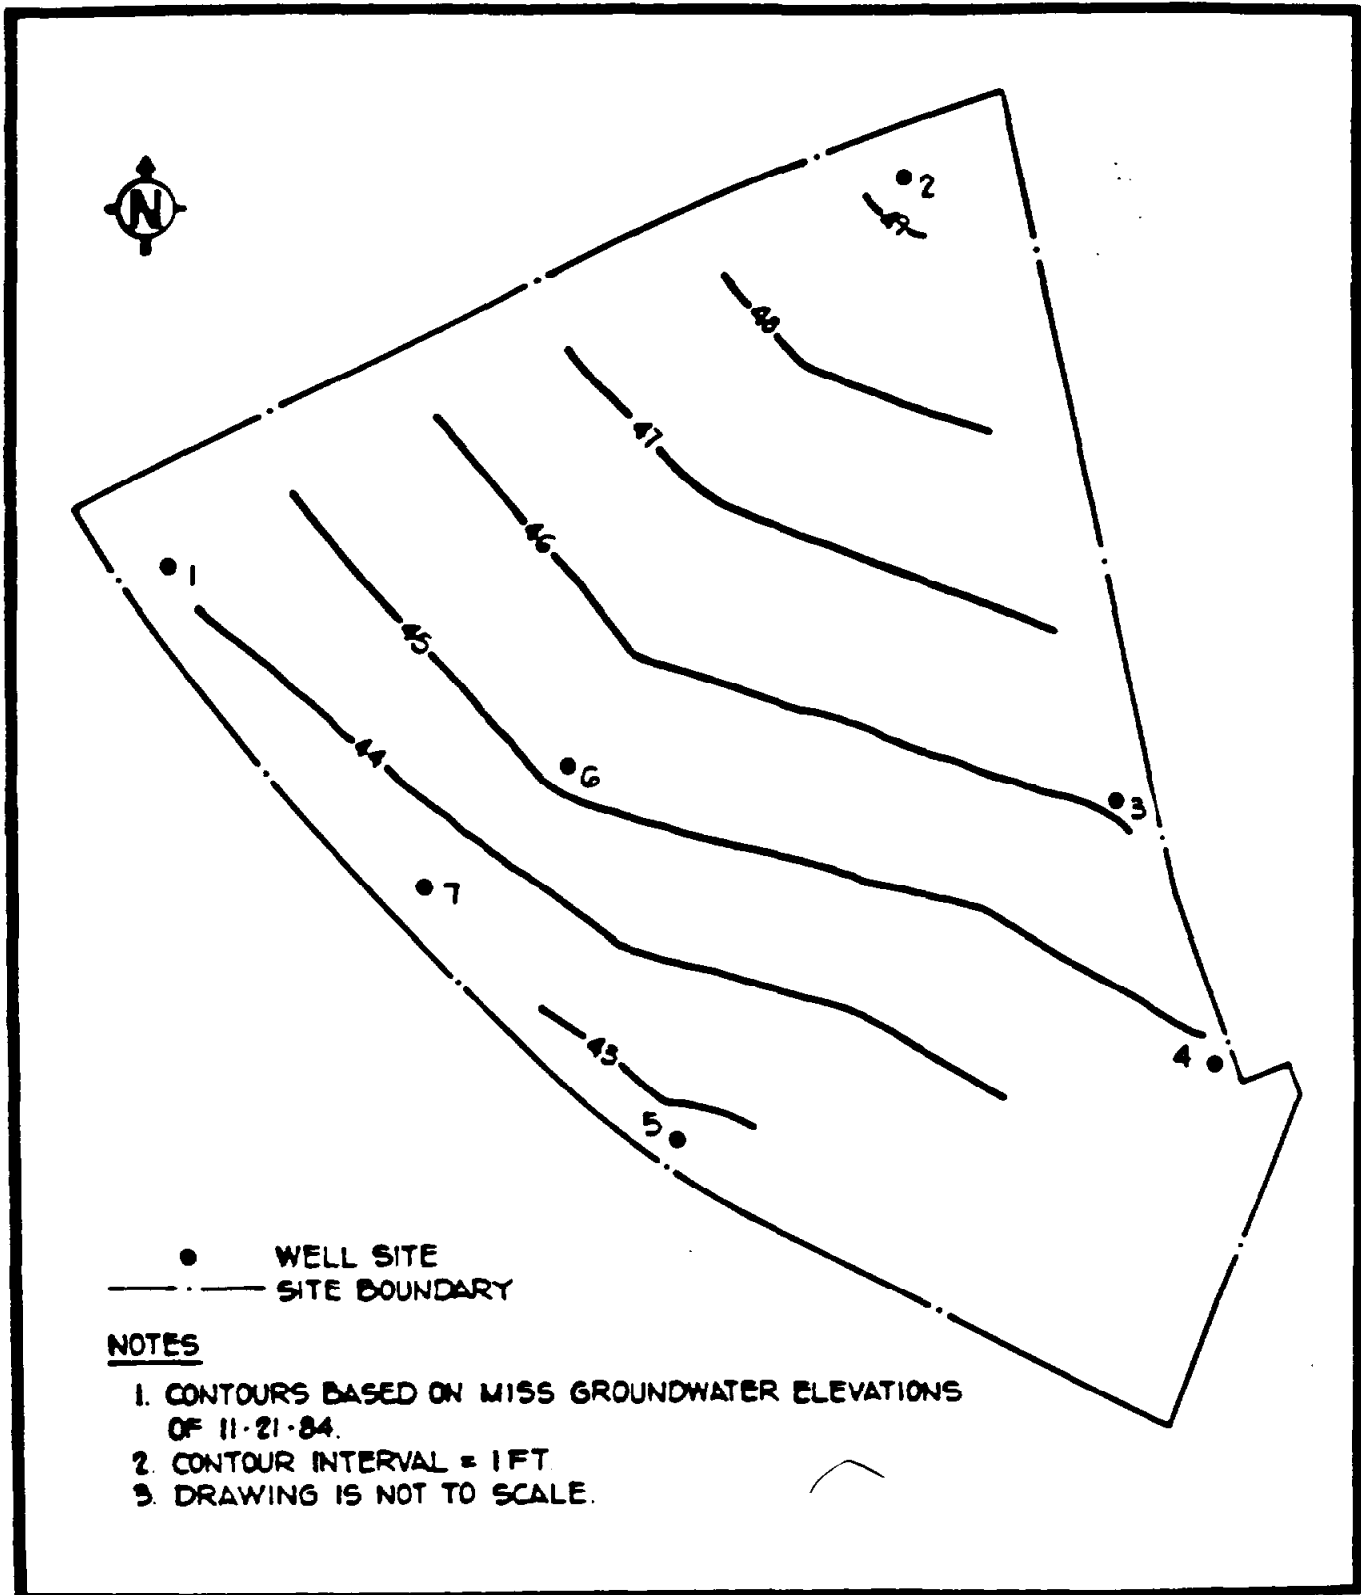 N
2
49
48
47
46
45
1
44
6
3
7
43
4
5
WELL SITE
SITE BOUNDARY
NOTES
1. CONTOURS BASED ON MISS GROUNDWATER ELEVATIONS
OF 11·21·84.
2. CONTOUR INTERVAL = 1 FT
3. DRAWING IS NOT TO SCALE.